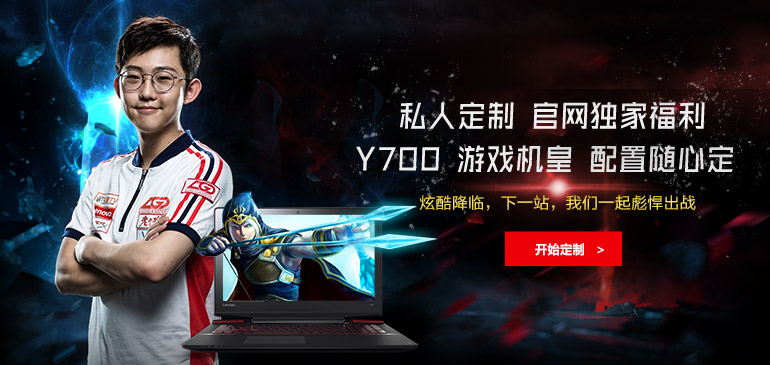 私人定制 官网独家福利
Y700 游戏机皇 配置随心定
炫酷降临，下一站，我们一起彪悍出战
开始定制 >
lenovo